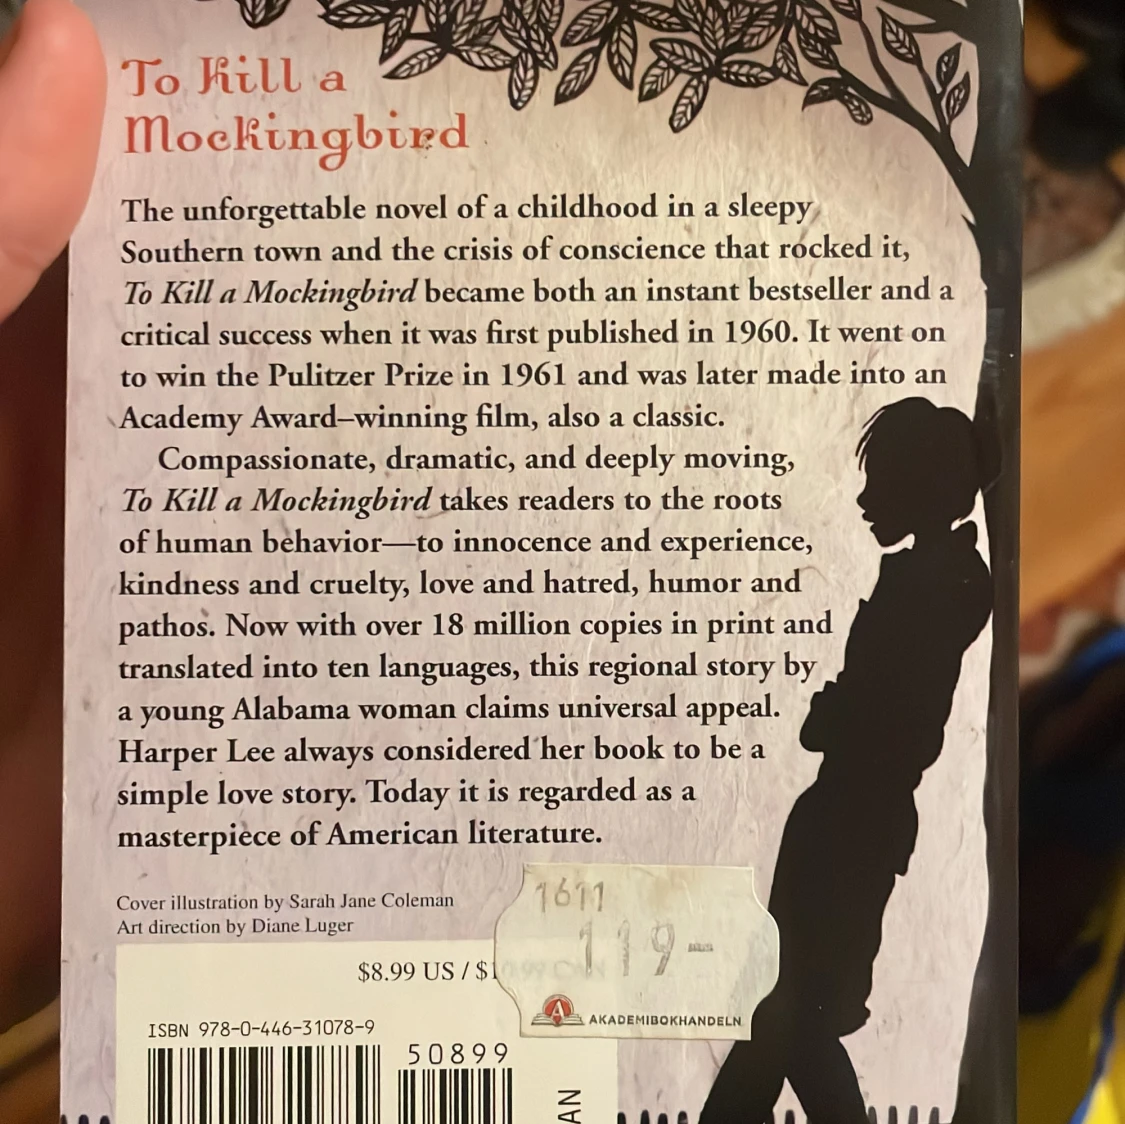 To Kill a
Mockingbird
The unforgettable novel of a childhood in a sleepy
Southern town and the crisis of conscience that rocked it,
To Kill a Mockingbird became both an instant bestseller and a
critical success when it was first published in 1960. It went on
to win the Pulitzer Prize in 1961 and was later made into an
Academy Award–winning film, also a classic.
Compassionate, dramatic, and deeply moving,
To Kill a Mockingbird takes readers to the roots
of human behavior—to innocence and experience,
kindness and cruelty, love and hatred, humor and
pathos. Now with over 18 million copies in print and
translated into ten languages, this regional story by
a young Alabama woman claims universal appeal.
Harper Lee always considered her book to be a
simple love story. Today it is regarded as a
masterpiece of American literature.
Cover illustration by Sarah Jane Coleman
Art direction by Diane Luger
1611
119-
A AKADEMIBOKHANDELN
$8.99 US / $1
ISBN 978-0-446-31078-9
50899
AN